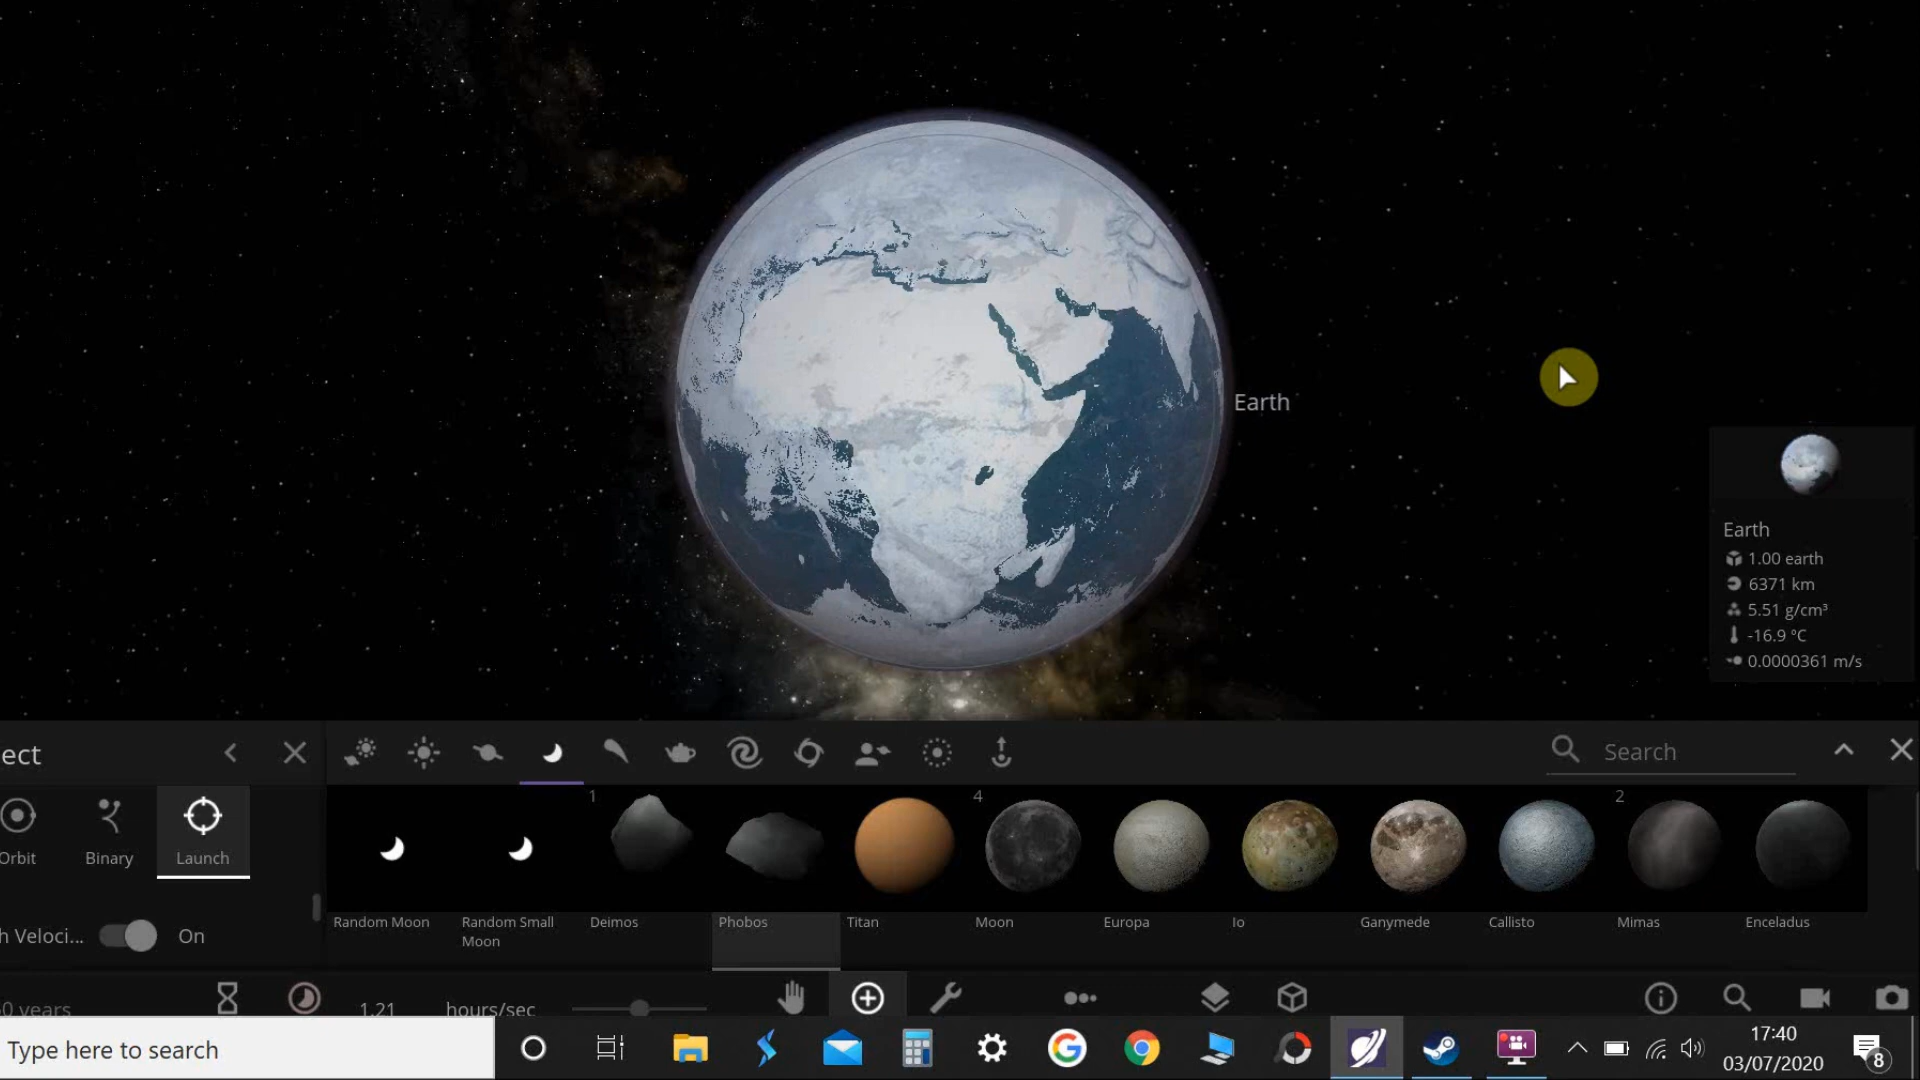 Earth
Earth
1.00 earth
6371 km
5.51 g/cm³
-16.9 °C
0.0000361 m/s
ect
Search
Orbit
Binary
Launch
1
4
2
Random Moon
Random Small
Moon
Deimos
Phobos
Titan
Moon
Europa
Io
Ganymede
Callisto
Mimas
Enceladus
h Veloci...
On
0 years
1.21
hours/sec
Type here to search
17:40
03/07/2020
8